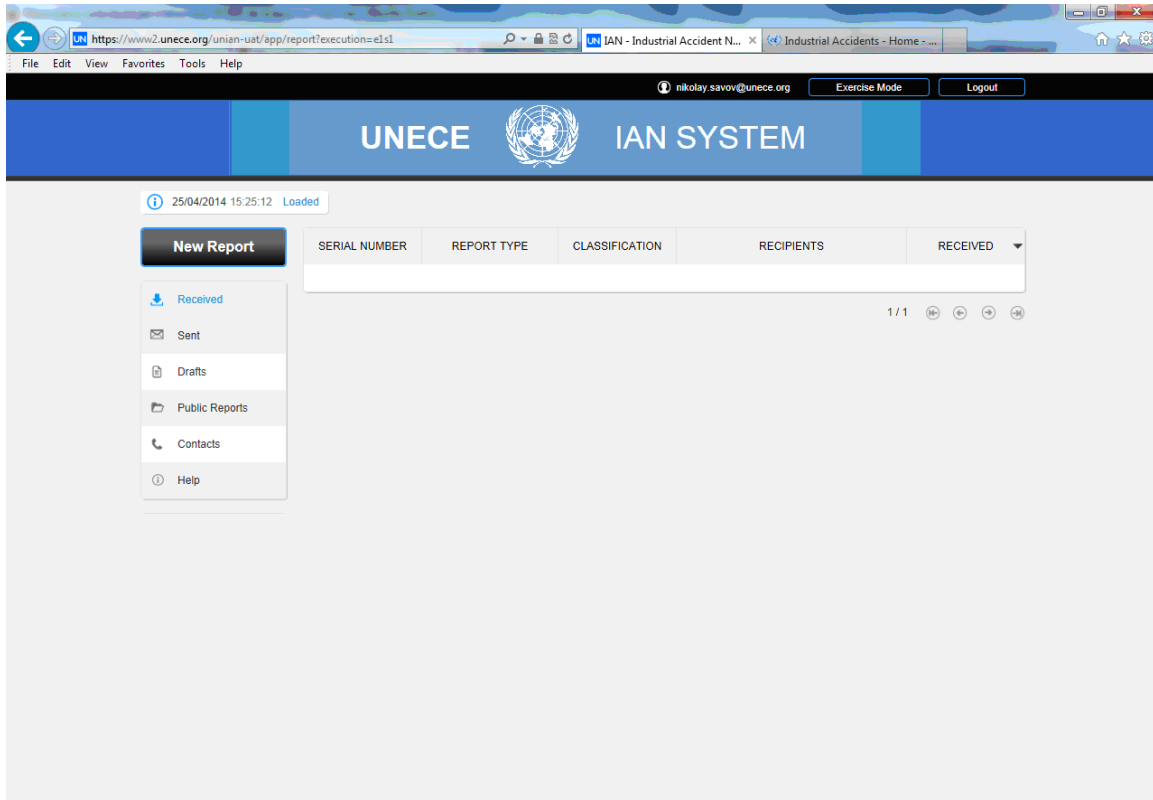 https://www2.unece.org/unian-uat/app/report?execution=e1s1
UN IAN - Industrial Accident N...
Industrial Accidents - Home - ...
File Edit View Favorites Tools Help
nikolay.savov@unece.org Exercise Mode Logout
UNECE IAN SYSTEM
25/04/2014 15:25:12 Loaded
New Report
SERIAL NUMBER REPORT TYPE CLASSIFICATION RECIPIENTS RECEIVED
Received
1 / 1
Sent
Drafts
Public Reports
Contacts
Help